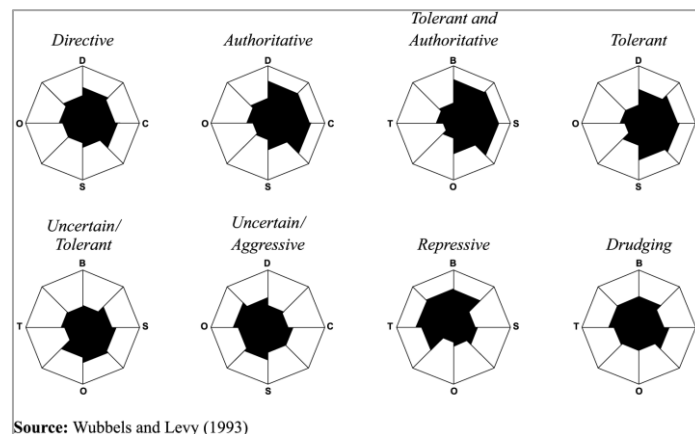 Directive
D
O
C
S
Authoritative
D
O
C
S
Tolerant and
Authoritative
B
T
S
O
Tolerant
D
O
S
Uncertain/
Tolerant
B
T
S
O
Uncertain/
Aggressive
D
O
C
S
Repressive
B
T
S
O
Drudging
B
T
O
Source: Wubbels and Levy (1993)